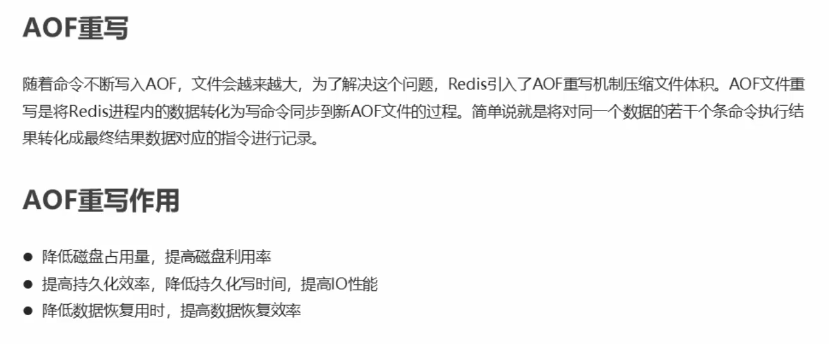 AOF重写
随着命令不断写入AOF，文件会越来越大，为了解决这个问题，Redis引入了AOF重写机制压缩文件体积。AOF文件重
写是将Redis进程内的数据转化为写命令同步到新AOF文件的过程。简单说就是将对同一个数据的若干个条命令执行结
果转化成最终结果数据对应的指令进行记录。
AOF重写作用
● 降低磁盘占用量，提高磁盘利用率
● 提高持久化效率，降低持久化写时间，提高IO性能
● 降低数据恢复用时，提高数据恢复效率